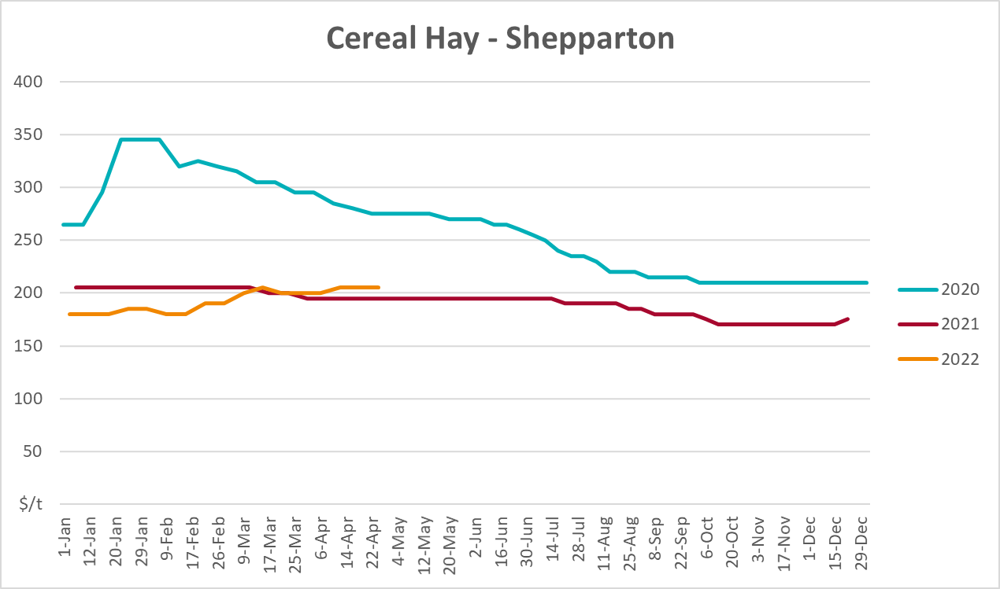 Cereal Hay - Shepparton
400
350
300
250
200
150
100
50
$/t
1-Jan
12-Jan
20-Jan
29-Jan
9-Feb
17-Feb
26-Feb
9-Mar
17-Mar
25-Mar
6-Apr
14-Apr
22-Apr
4-May
12-May
20-May
2-Jun
16-Jun
30-Jun
14-Jul
28-Jul
11-Aug
25-Aug
8-Sep
22-Sep
6-Oct
20-Oct
3-Nov
17-Nov
1-Dec
15-Dec
29-Dec
2020
2021
2022